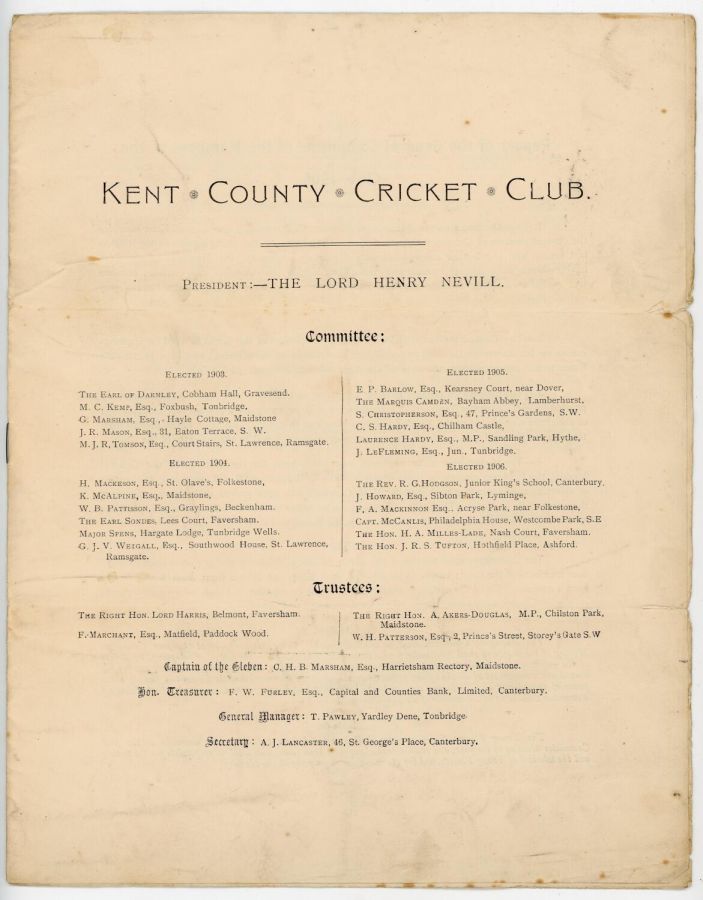 KENT COUNTY CRICKET CLUB.
PRESIDENT:—THE LORD HENRY NEVILL.
Committee:
ELECTED 1903.
THE EARL OF DARNLEY, Cobham Hall, Gravesend.
M. C. KEMP, Esq., Foxbush, Tonbridge,
G. MARSHAM, Esq., Hayle Cottage, Maidstone
J. R. MASON, Esq., 31, Eaton Terrace, S. W.
M. J. R, TOMSON, Esq., Court Stairs, St. Lawrence, Ramsgate.
ELECTED 1904.
H. MACKESON, Esq., St. Olave's, Folkestone,
K. MCALPINE, Esq., Maidstone,
W. B. PATTISSON, Esq., Graylings, Beckenham.
THE EARL SONDES, Lees Court, Faversham.
MAJOR SPENS, Hargate Lodge, Tunbridge Wells.
G. J. V. WEIGALL, Esq., Southwood House, St. Lawrence,
Ramsgate.
ELECTED 1905.
E. P. BARLOW, Esq., Kearsney Court, near Dover,
THE MARQUIS CAMDEN, Bayham Abbey, Lamberhurst.
S. CHRISTOPHERSON, Esq., 47, Prince's Gardens, S.W.
C. S. HARDY, Esq., Chilham Castle,
LAURENCE HARDY, Esq., M.P., Sandling Park, Hythe,
J. LEFLEMING, Esq., Jun., Tunbridge.
ELECTED 1906.
THE REV. R. G. HODGSON, Junior King's School, Canterbury.
J. HOWARD, Esq., Sibton Park, Lyminge,
F. A. MACKINNON Esq., Acryse Park, near Folkestone,
CAPT. MCCANLIS, Philadelphia House, Westcombe Park, S.E
THE HON. H. A. MILLES-LADE, Nash Court, Faversham.
THE HON. J. R. S. TUFTON, Hothfield Place, Ashford.
Trustees:
THE RIGHT HON. LORD HARRIS, Belmont, Faversham.
F. MARCHANT, Esq., Matfield, Paddock Wood.
THE RIGHT HON. A. AKERS-DOUGLAS, M.P., Chilston Park,
Maidstone.
W. H. PATTERSON, Esq., 2, Prince's Street, Storey's Gate S.W
Captain of the Eleven: C. H. B. MARSHAM, Esq., Harrietsham Rectory, Maidstone.
Hon. Treasurer: F. W. FURLEY, Esq., Capital and Counties Bank, Limited, Canterbury.
General Manager: T. PAWLEY, Yardley Dene, Tonbridge.
Secretary: A. J. LANCASTER, 46, St. George's Place, Canterbury.